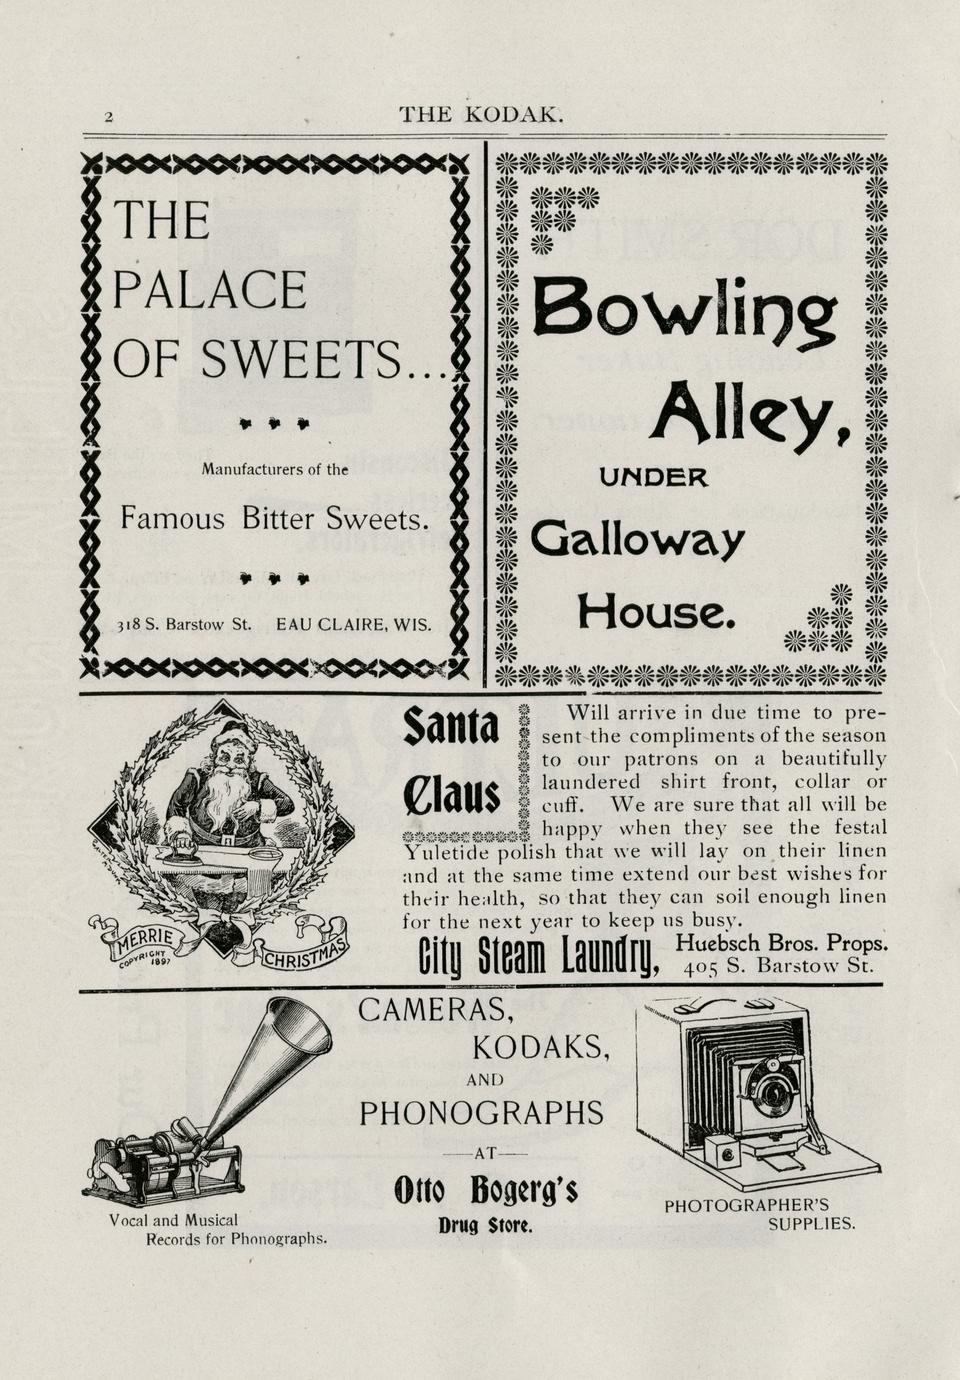 2
THE KODAK.
THE
PALACE
OF SWEETS...
Manufacturers of the
Famous Bitter Sweets.
318 S. Barstow St. EAU CLAIRE, WIS.
Bowling
Alley,
UNDER
Galloway
House.
MERRIE
CHRISTMAS
COPYRIGHT
1897
Santa
Claus
Will arrive in due time to pre-
sent the compliments of the season
to our patrons on a beautifully
laundered shirt front, collar or
cuff. We are sure that all will be
happy when they see the festal
Yuletide polish that we will lay on their linen
and at the same time extend our best wishes for
their health, so that they can soil enough linen
for the next year to keep us busy.
City Steam Laundry, Huebsch Bros. Props.
405 S. Barstow St.
CAMERAS,
KODAKS,
AND
PHONOGRAPHS
AT
Otto Bogerg's
Drug Store.
Vocal and Musical
Records for Phonographs.
PHOTOGRAPHER'S
SUPPLIES.